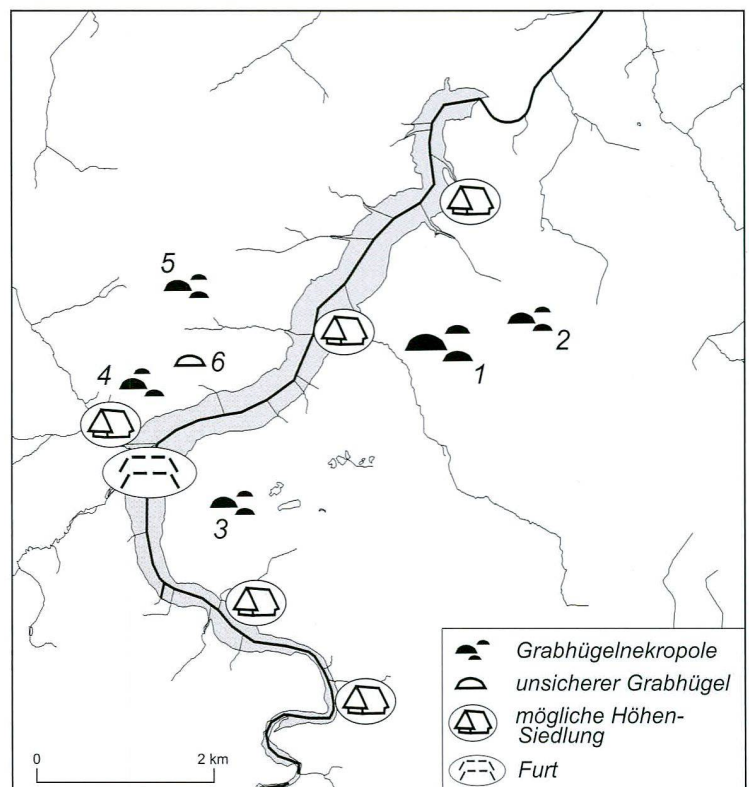 5
2
1
6
4
3
Grabhügelnekropole
unsicherer Grabhügel
mögliche Höhen-
Siedlung
Furt
0 2 km